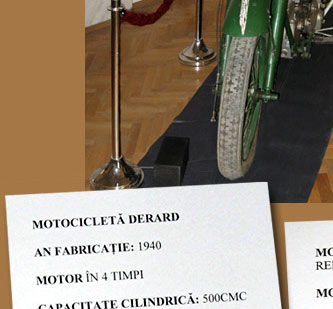 MOTOCICLETĂ DERARD
AN FABRICAȚIE: 1940
MOTOR ÎN 4 TIMPI
CAPACITATE CILINDRICĂ: 500CMC